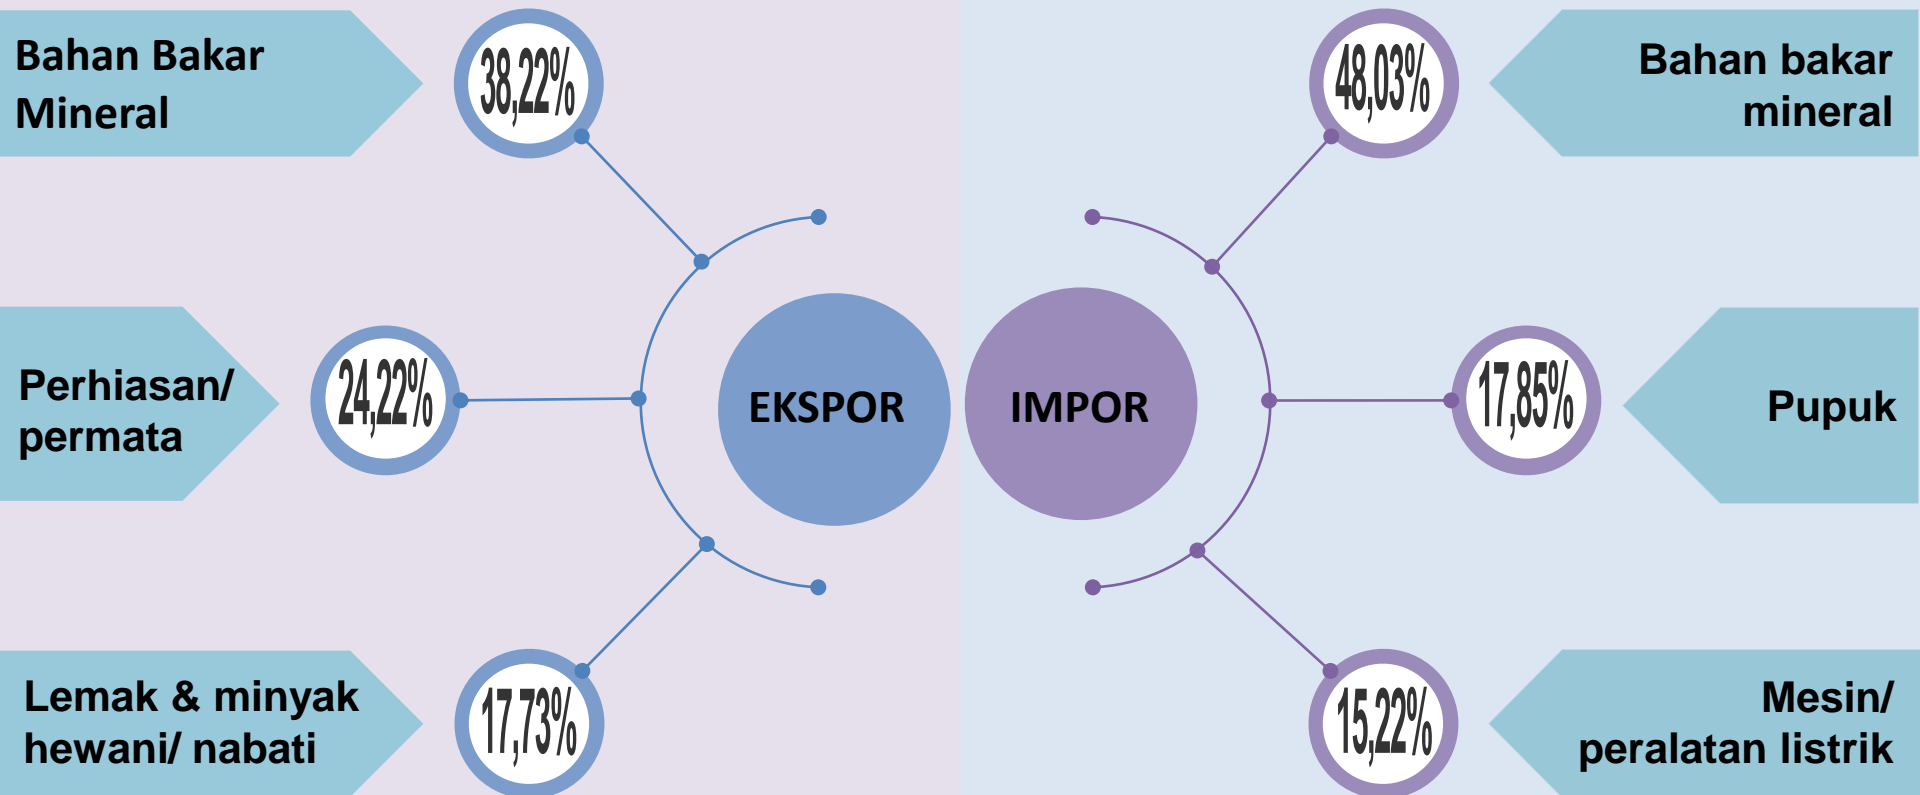 Bahan Bakar
Mineral
38,22%
Perhiasan/
permata
24,22%
Lemak & minyak
hewani/ nabati
17,73%
EKSPOR
IMPOR
48,03%
Bahan bakar
mineral
17,85%
Pupuk
15,22%
Mesin/
peralatan listrik